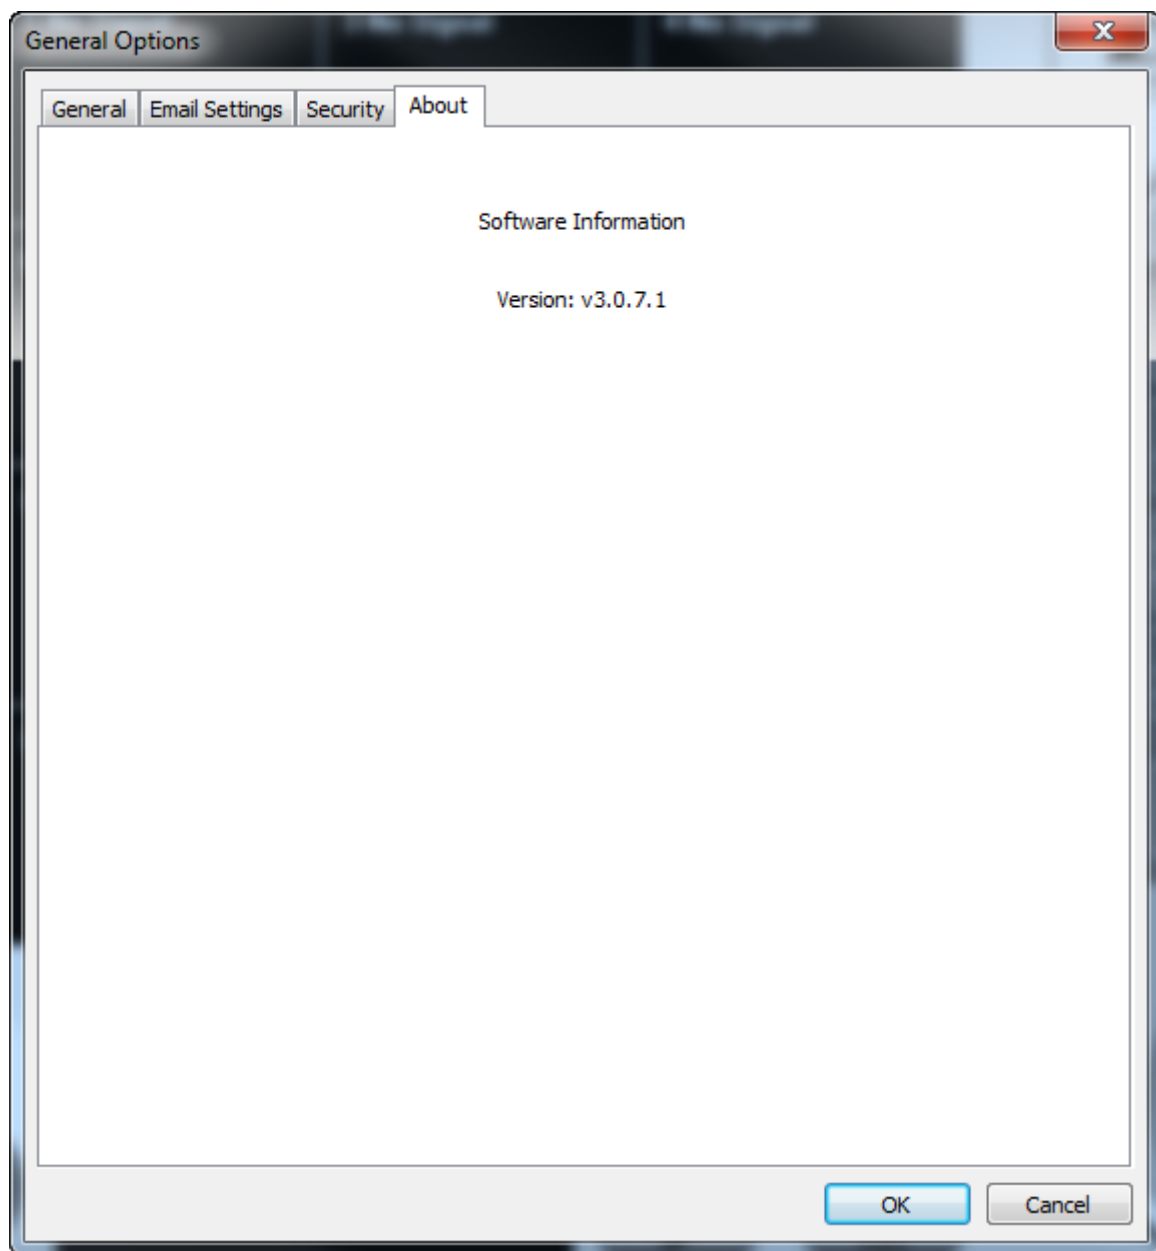 General Options
General
Email Settings
Security
About
Software Information
Version: v3.0.7.1
OK
Cancel